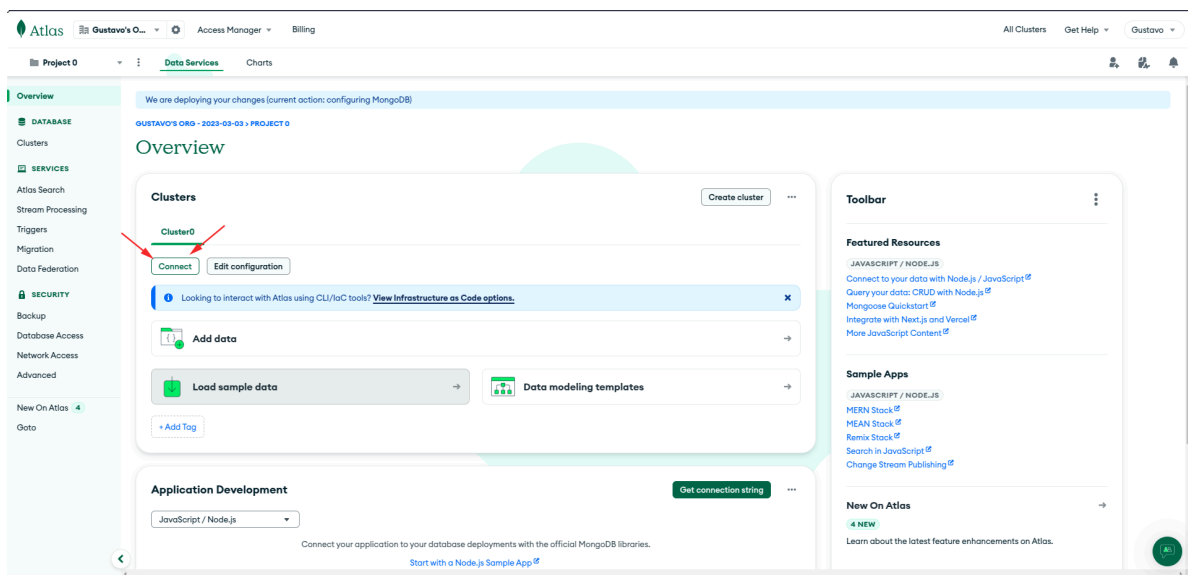 Atlas
Gustavo's O...
Access Manager
Billing
All Clusters
Get Help
Gustavo
Project 0
Data Services
Charts
Overview
DATABASE
Clusters
SERVICES
Atlas Search
Stream Processing
Triggers
Migration
Data Federation
SECURITY
Backup
Database Access
Network Access
Advanced
New On Atlas 4
Goto
We are deploying your changes (current action: configuring MongoDB)
GUSTAVO'S ORG - 2023-03-03 > PROJECT 0
Overview
Clusters
Create cluster
Cluster0
Connect
Edit configuration
Looking to interact with Atlas using CLI/IaC tools? View Infrastructure as Code options.
Add data
Load sample data
Data modeling templates
+ Add Tag
Application Development
Get connection string
JavaScript / Node.js
Connect your application to your database deployments with the official MongoDB libraries.
Start with a Node.js Sample App
Toolbar
Featured Resources
JAVASCRIPT / NODE.JS
Connect to your data with Node.js / JavaScript
Query your data: CRUD with Node.js
Mongoose Quickstart
Integrate with Next.js and Vercel
More JavaScript Content
Sample Apps
JAVASCRIPT / NODE.JS
MERN Stack
MEAN Stack
Remix Stack
Search in JavaScript
Change Stream Publishing
New On Atlas
4 NEW
Learn about the latest feature enhancements on Atlas.